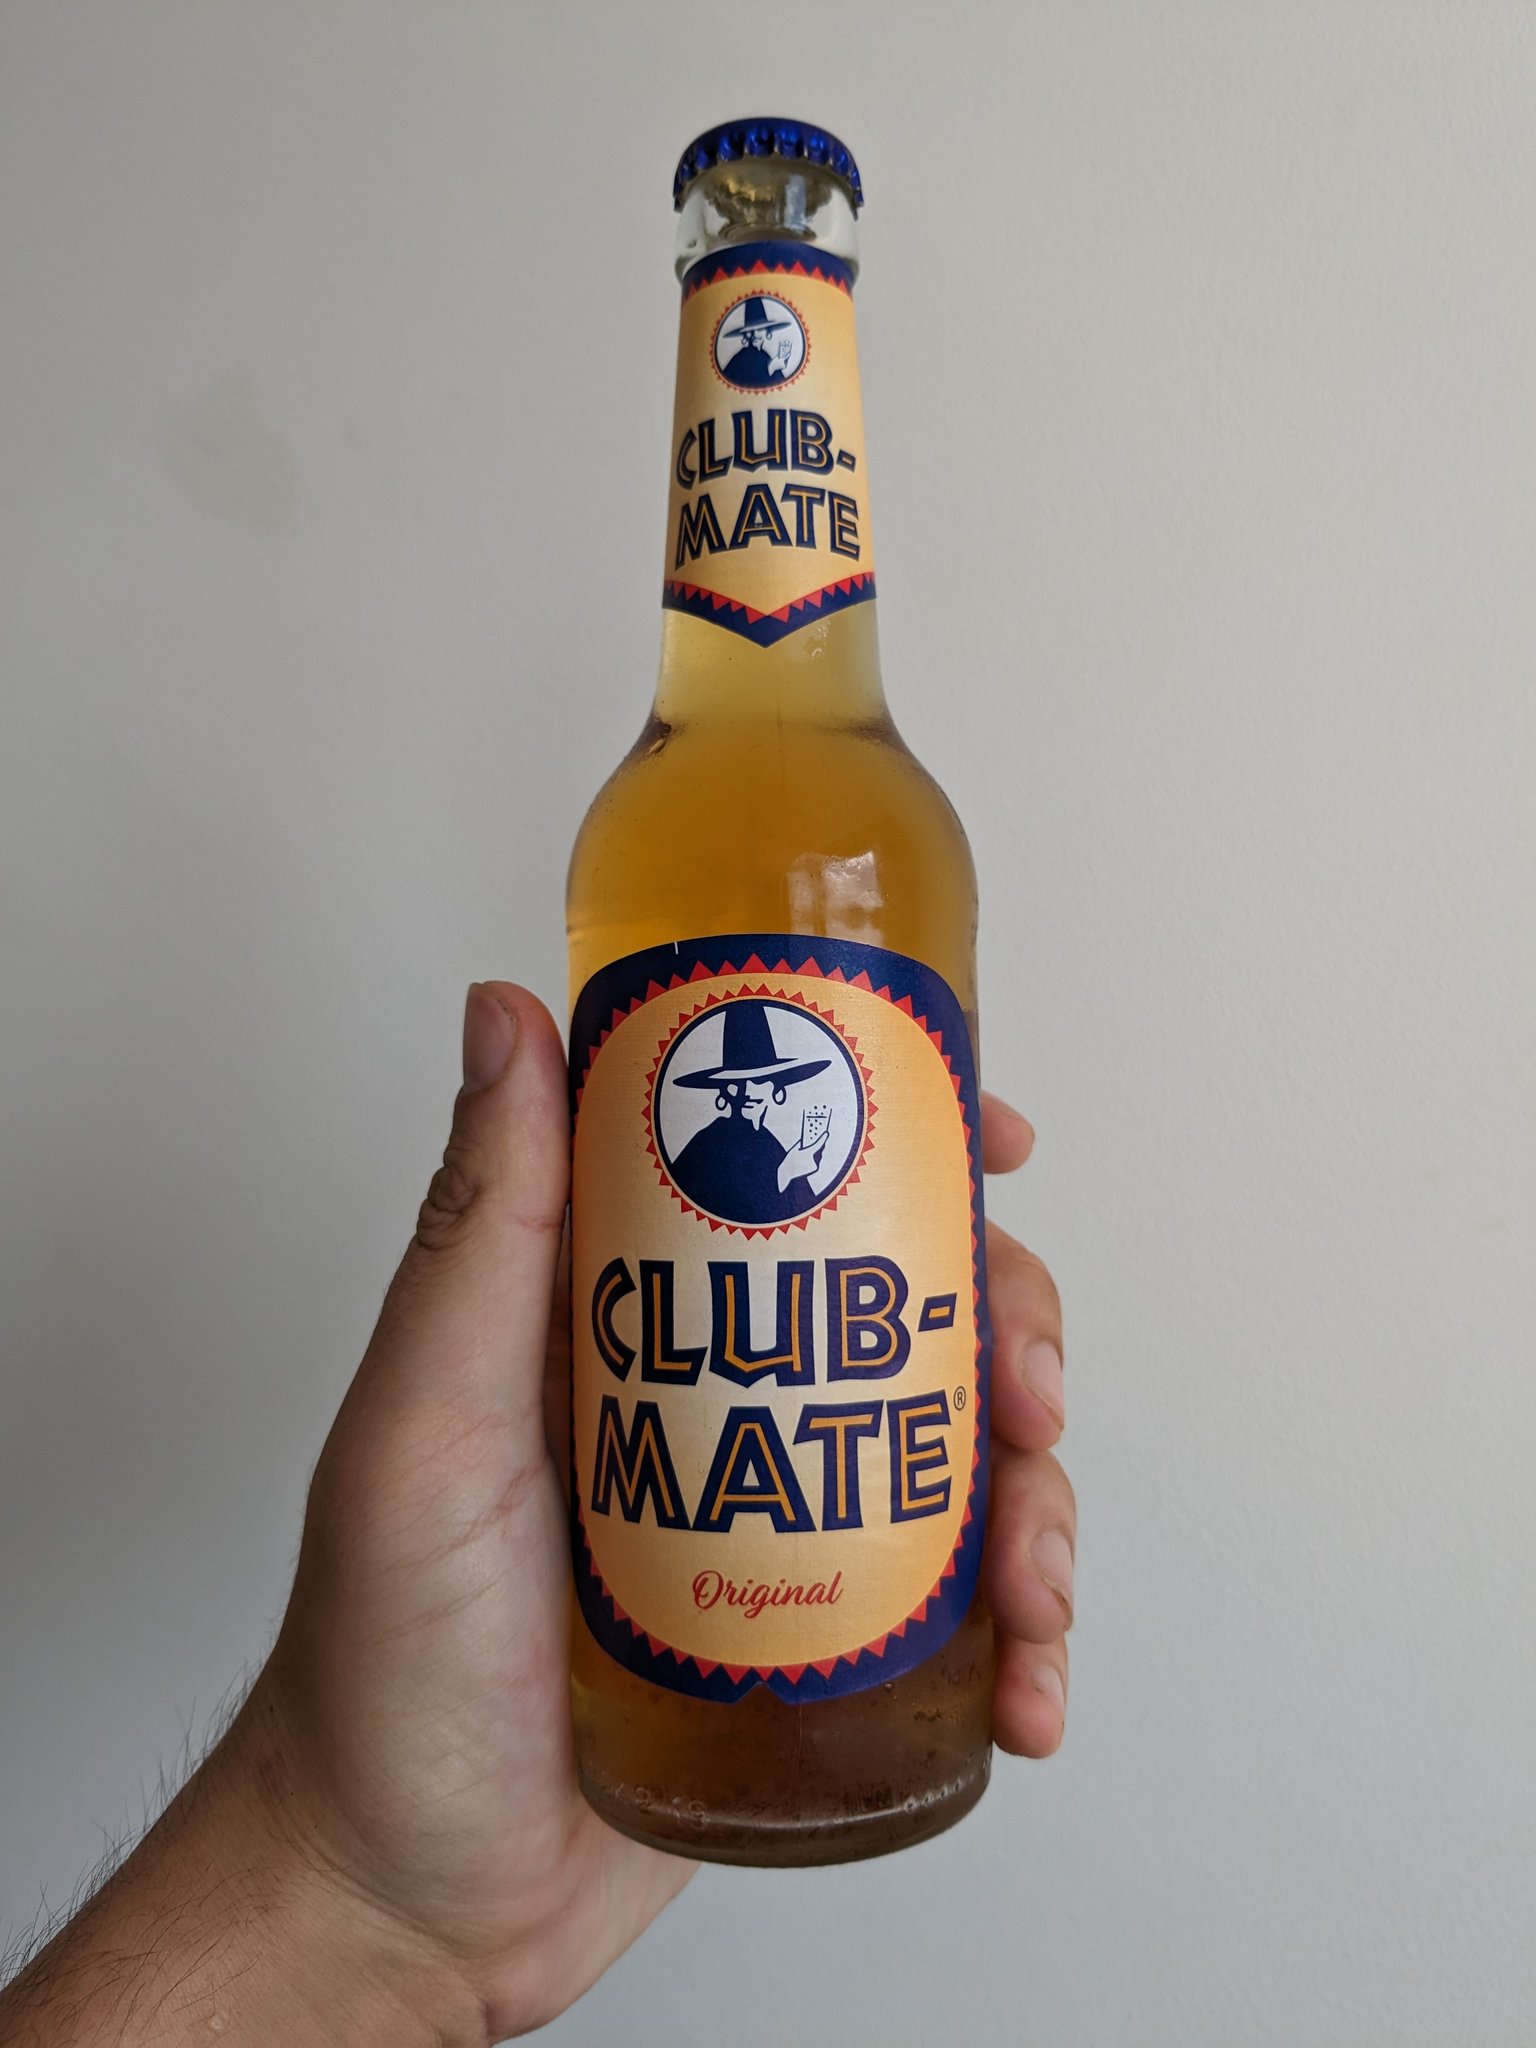 CLUB-
MATE
CLUB-
MATE®
Original